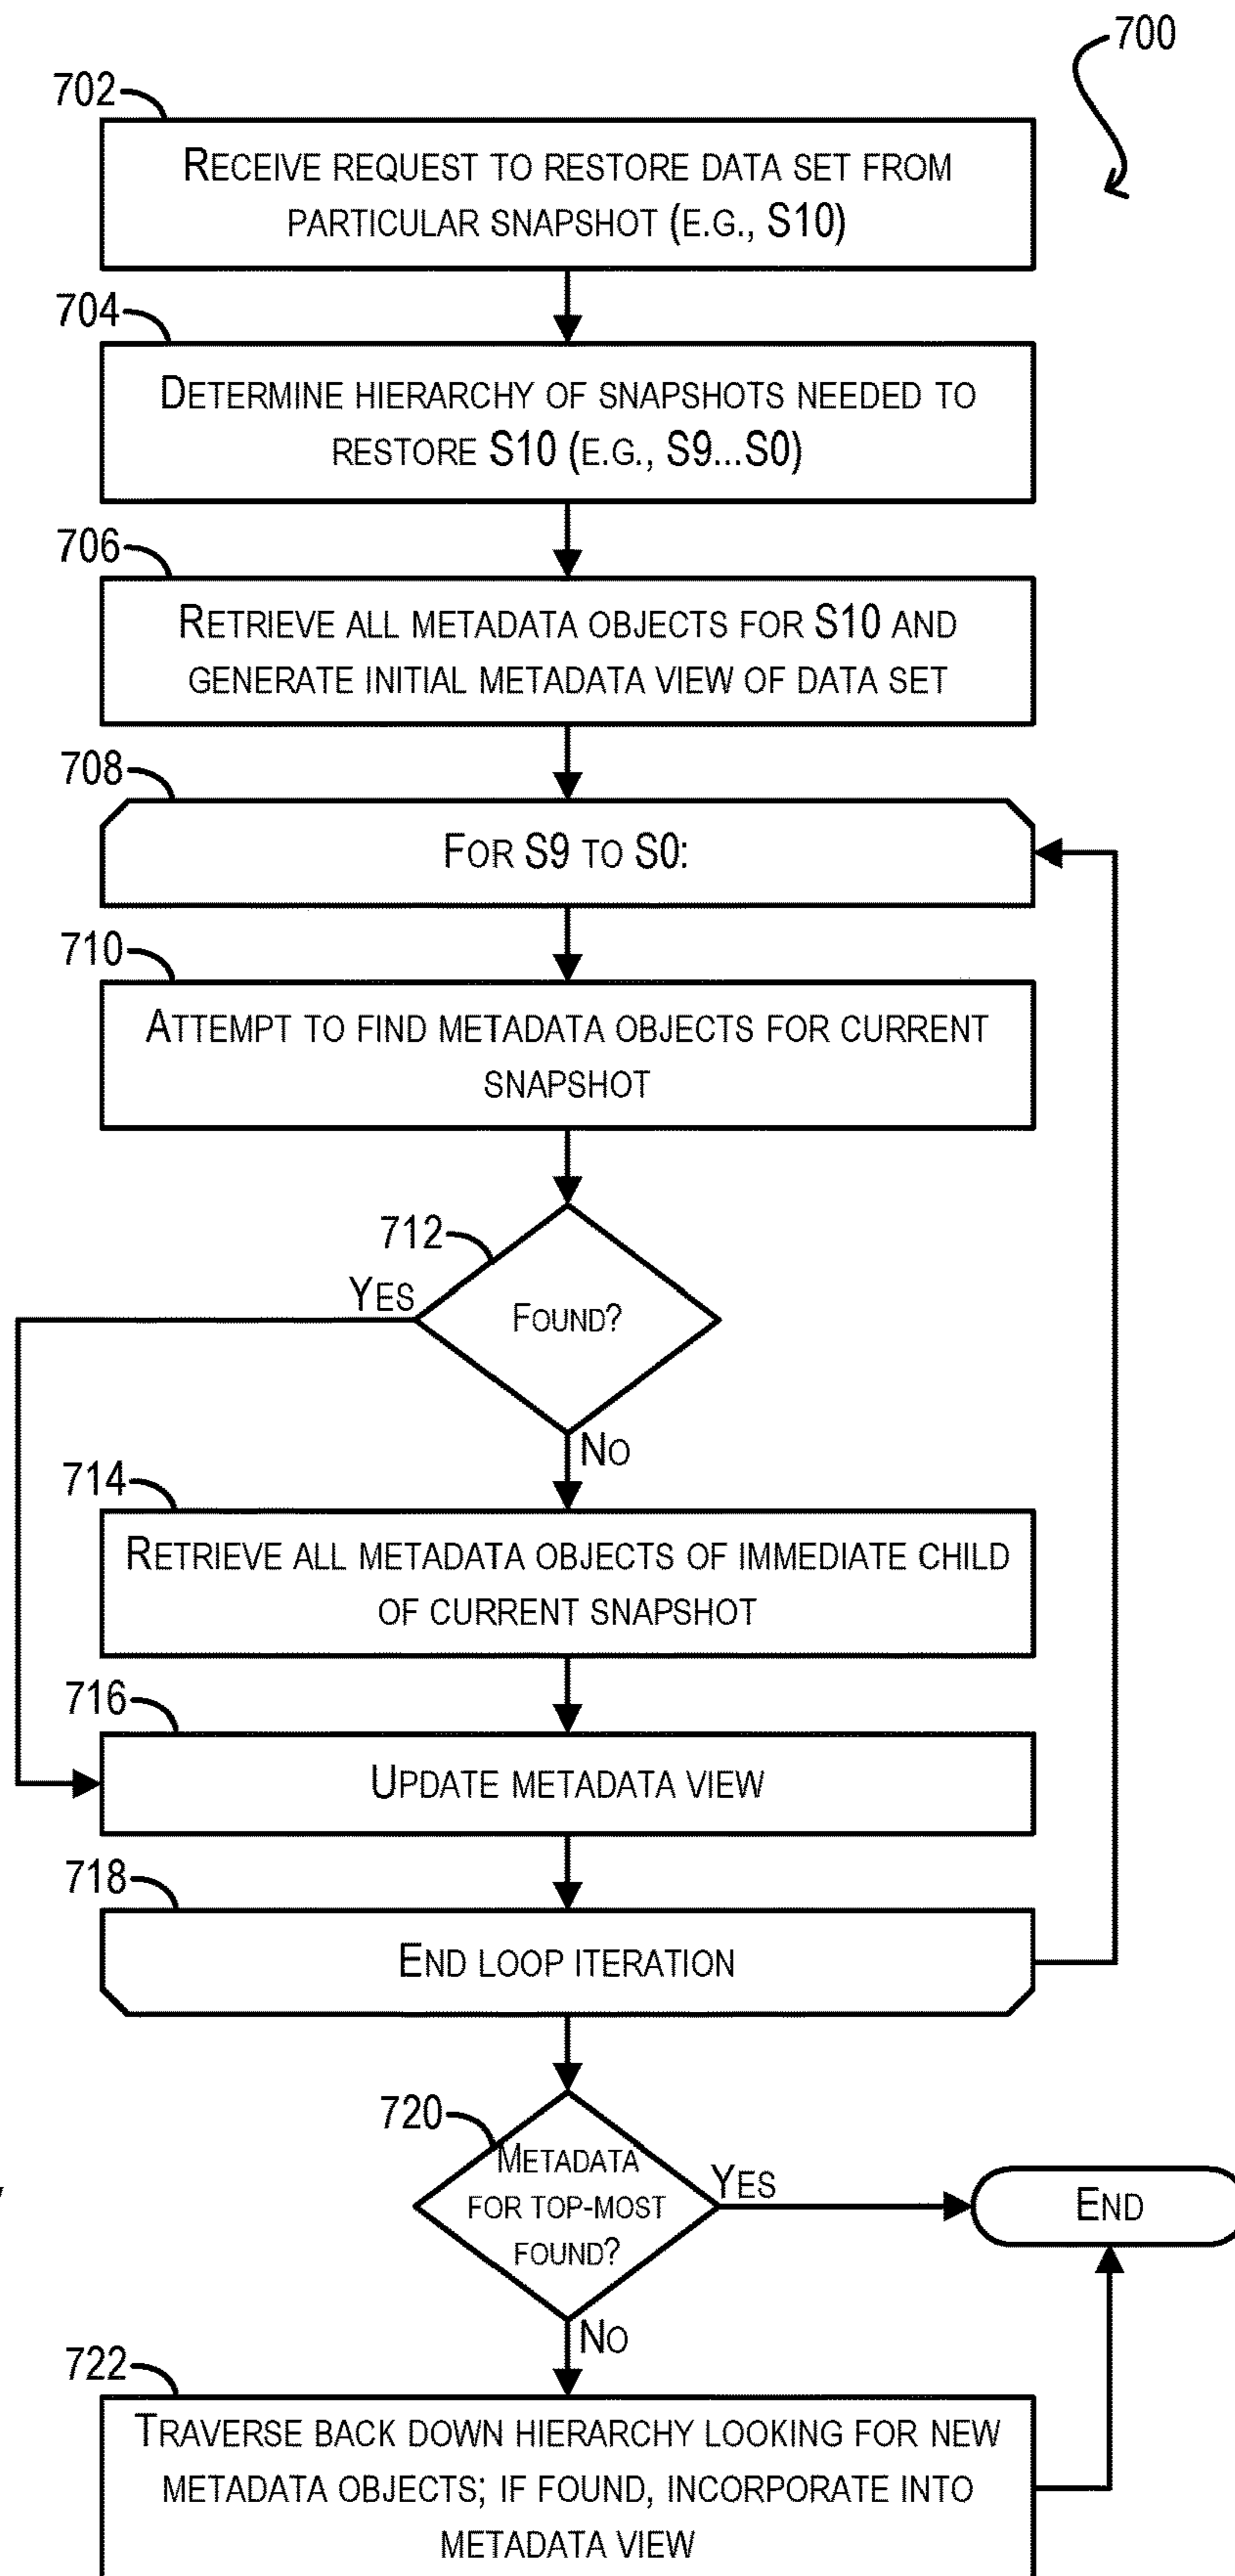 700
702
RECEIVE REQUEST TO RESTORE DATA SET FROM
PARTICULAR SNAPSHOT (E.G., S10)
704
DETERMINE HIERARCHY OF SNAPSHOTS NEEDED TO
RESTORE S10 (E.G., S9...S0)
706
RETRIEVE ALL METADATA OBJECTS FOR S10 AND
GENERATE INITIAL METADATA VIEW OF DATA SET
708
FOR S9 TO S0:
710
ATTEMPT TO FIND METADATA OBJECTS FOR CURRENT
SNAPSHOT
712
YES
FOUND?
NO
714
RETRIEVE ALL METADATA OBJECTS OF IMMEDIATE CHILD
OF CURRENT SNAPSHOT
716
UPDATE METADATA VIEW
718
END LOOP ITERATION
720
METADATA
FOR TOP-MOST
FOUND?
YES
END
NO
722
TRAVERSE BACK DOWN HIERARCHY LOOKING FOR NEW
METADATA OBJECTS; IF FOUND, INCORPORATE INTO
METADATA VIEW